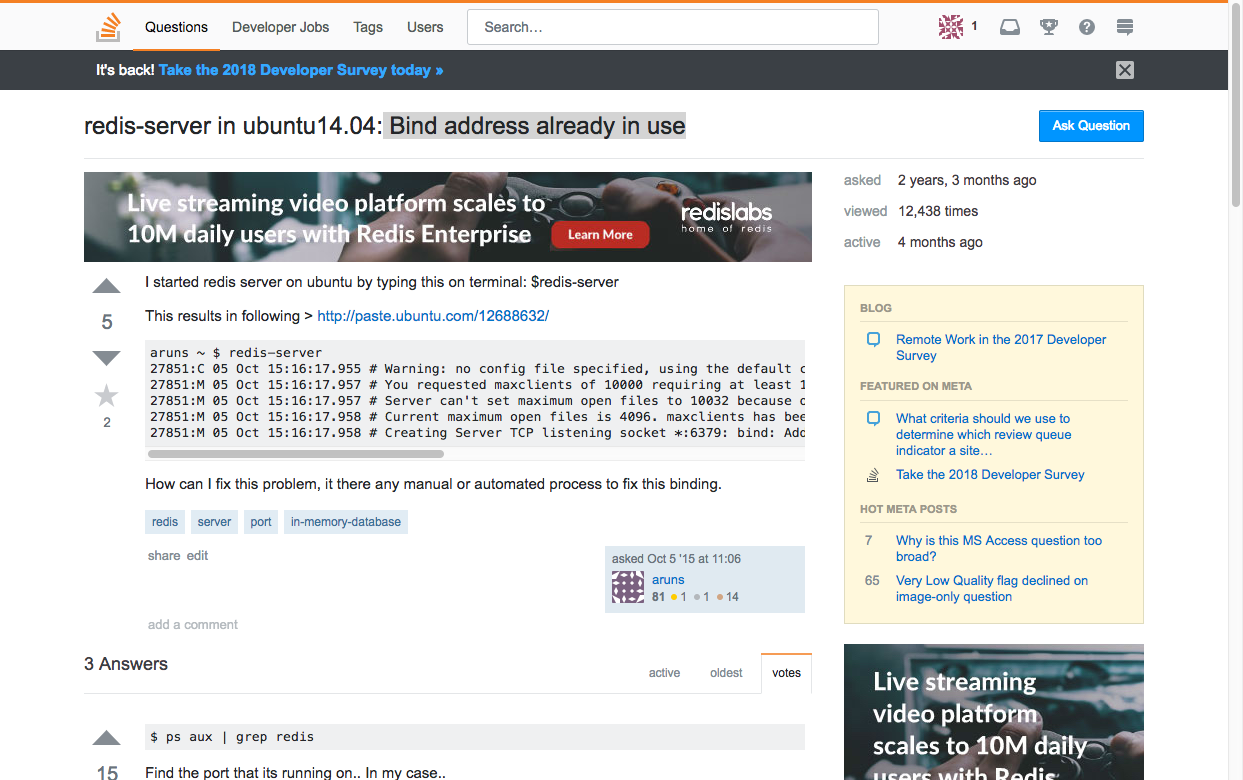 Questions Developer Jobs Tags Users Search... 1
It's back! Take the 2018 Developer Survey today »
redis-server in ubuntu14.04: Bind address already in use
Ask Question
Live streaming video platform scales to
10M daily users with Redis Enterprise
Learn More
redislabs
home of redis
asked 2 years, 3 months ago
viewed 12,438 times
active 4 months ago
5
2
I started redis server on ubuntu by typing this on terminal: $redis-server
This results in following > http://paste.ubuntu.com/12688632/
aruns ~ $ redis-server
27851:C 05 Oct 15:16:17.955 # Warning: no config file specified, using the default c
27851:M 05 Oct 15:16:17.957 # You requested maxclients of 10000 requiring at least 1
27851:M 05 Oct 15:16:17.957 # Server can't set maximum open files to 10032 because o
27851:M 05 Oct 15:16:17.958 # Current maximum open files is 4096. maxclients has bee
27851:M 05 Oct 15:16:17.958 # Creating Server TCP listening socket *:6379: bind: Add
How can I fix this problem, it there any manual or automated process to fix this binding.
redis server port in-memory-database
share edit
asked Oct 5 '15 at 11:06
aruns
81 1 1 14
add a comment
BLOG
Remote Work in the 2017 Developer
Survey
FEATURED ON META
What criteria should we use to
determine which review queue
indicator a site...
Take the 2018 Developer Survey
HOT META POSTS
7 Why is this MS Access question too
broad?
65 Very Low Quality flag declined on
image-only question
3 Answers
active oldest votes
$ ps aux | grep redis
15
Find the port that its running on.. In my case..
Live streaming
video platform
scales to 10M daily
users with Redis